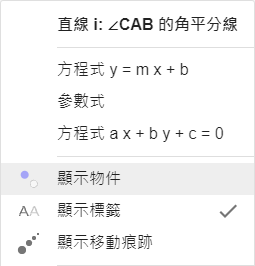 直線 i: ∠CAB 的角平分線
方程式 y = m x + b
參數式
方程式 a x + b y + c = 0
顯示物件
AA 顯示標籤
顯示移動痕跡